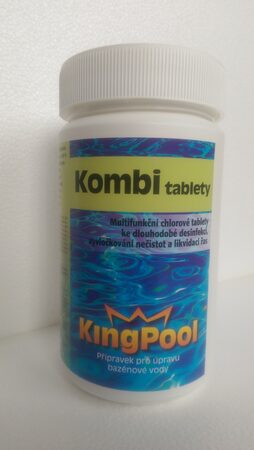 Kombi tablety
Multifunkční chlorové tablety
ke dlouhodobé desinfekci,
vyvločkování nečistot a likvidaci řas
KingPool
Přípravek pro úpravu
bazénové vody